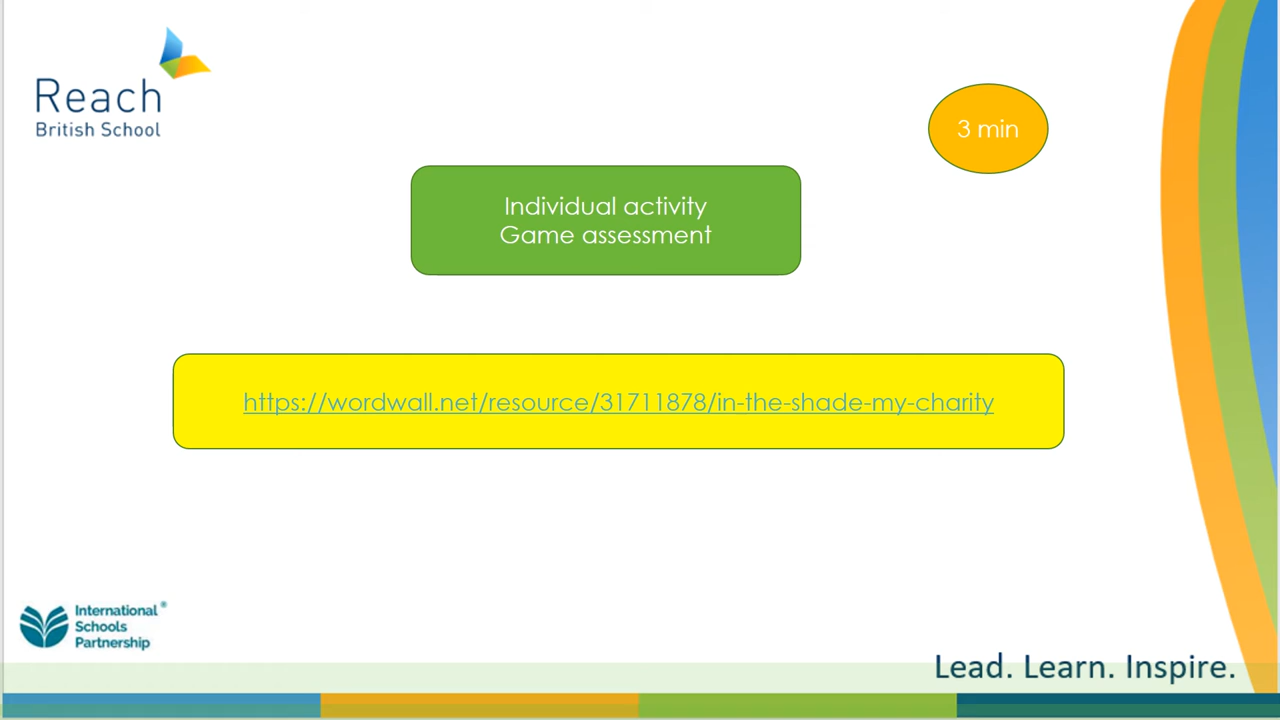 Reach
British School
3 min
Individual activity
Game assessment
https://wordwall.net/resource/31711878/in-the-shade-my-charity
International ®
Schools
Partnership
Lead. Learn. Inspire.